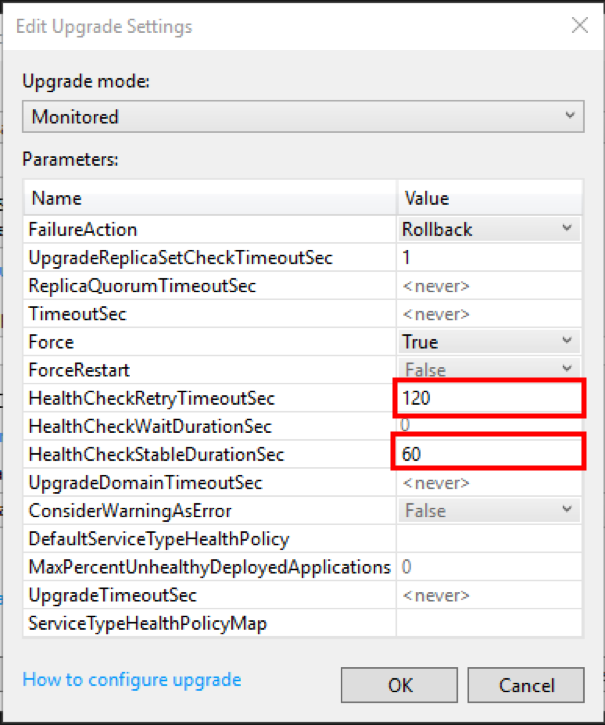 Edit Upgrade Settings
Upgrade mode:
Monitored
Parameters:
Name Value
FailureAction Rollback
UpgradeReplicaSetCheckTimeoutSec 1
ReplicaQuorumTimeoutSec <never>
TimeoutSec <never>
Force True
ForceRestart False
HealthCheckRetryTimeoutSec 120
HealthCheckWaitDurationSec 0
HealthCheckStableDurationSec 60
UpgradeDomainTimeoutSec <never>
ConsiderWarningAsError False
DefaultServiceTypeHealthPolicy
MaxPercentUnhealthyDeployedApplications 0
UpgradeTimeoutSec <never>
ServiceTypeHealthPolicyMap
How to configure upgrade OK Cancel